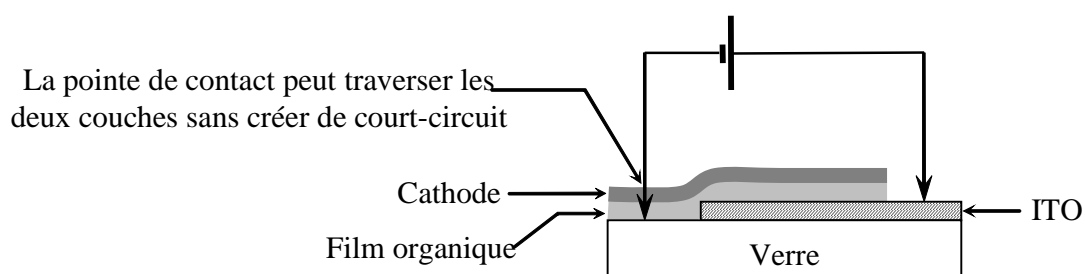 La pointe de contact peut traverser les
deux couches sans créer de court-circuit
Cathode
Film organique
ITO
Verre